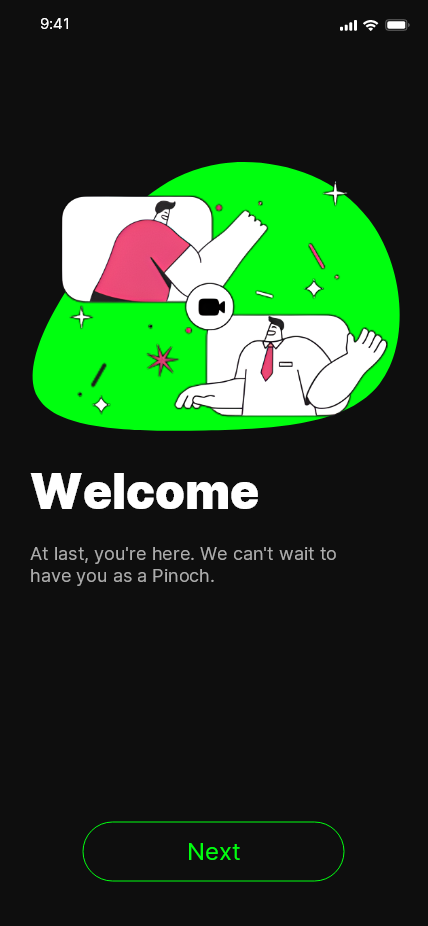 9:41
Welcome
At last, you're here. We can't wait to
have you as a Pinoch.
Next